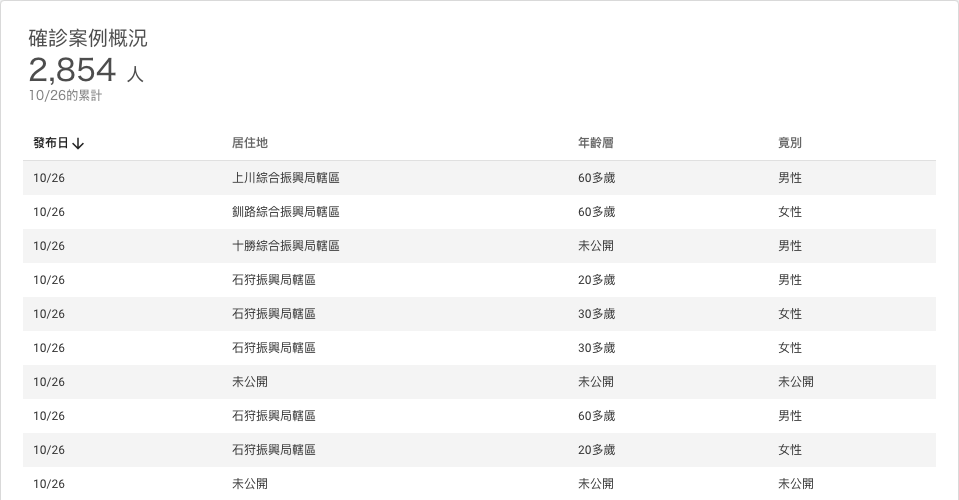 確診案例概況
2,854 人
10/26的累計
發布日↓ 居住地 年齡層 竟別
10/26 上川綜合振興局轄區 60多歲 男性
10/26 釧路綜合振興局轄區 60多歲 女性
10/26 十勝綜合振興局轄區 未公開 男性
10/26 石狩振興局轄區 20多歲 男性
10/26 石狩振興局轄區 30多歲 女性
10/26 石狩振興局轄區 30多歲 女性
10/26 未公開 未公開 未公開
10/26 石狩振興局轄區 60多歲 男性
10/26 石狩振興局轄區 20多歲 女性
10/26 未公開 未公開 未公開